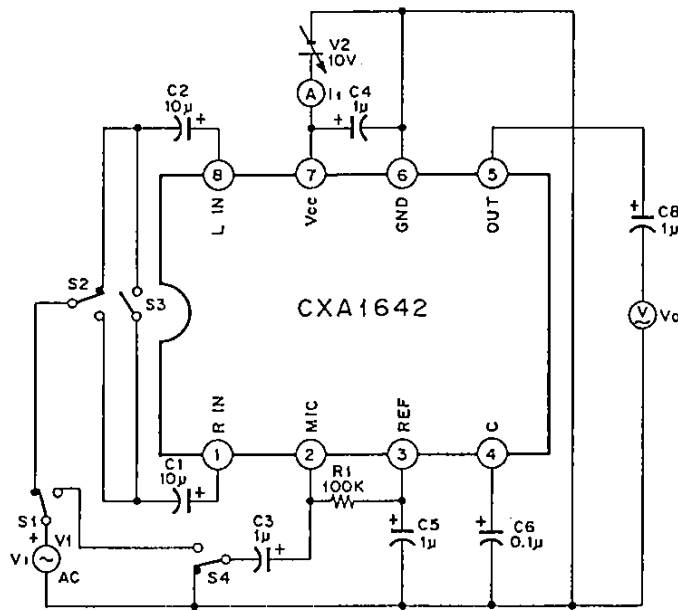 V2
10V
A I1
C2
10μ
+
C4
1μ
+
8
7
6
5
L IN
Vcc
GND
OUT
+
C8
1μ
S2
S3
CXA1642
V
R IN
MIC
REF
C
1
2
3
4
C1
10μ
+
R1
100K
S1
+
V1
AC
C3
1μ
+
S4
+
C5
1μ
+
C6
0.1μ